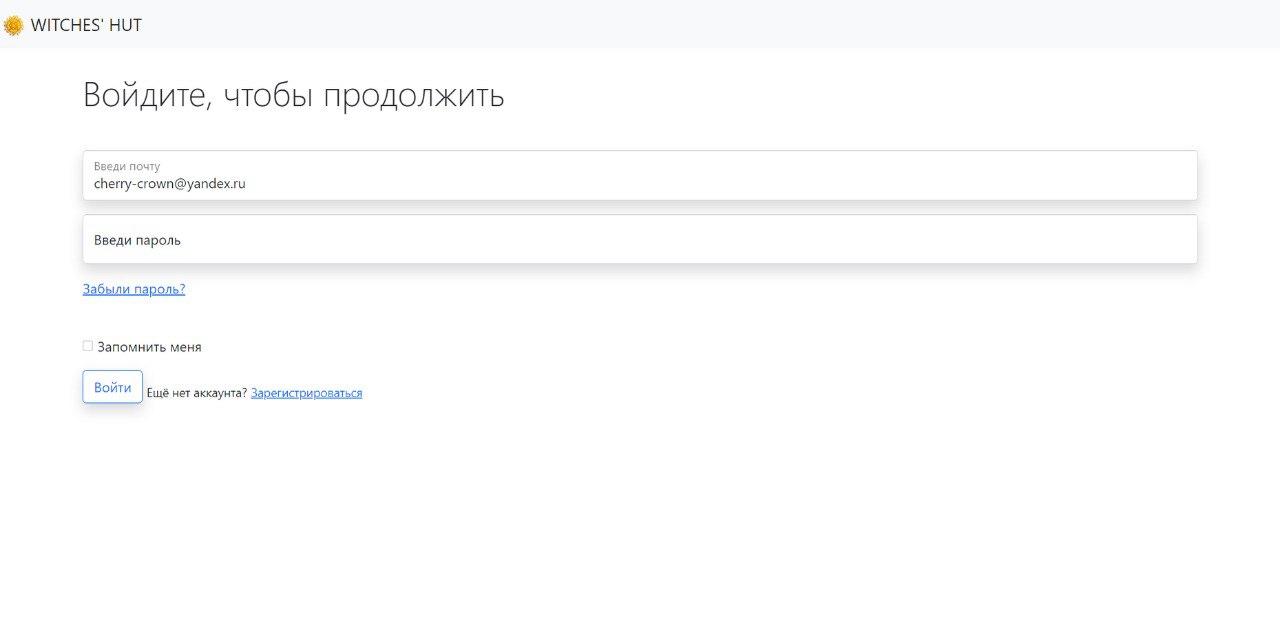 WITCHES' HUT
Войдите, чтобы продолжить
Введи почту
cherry-crown@yandex.ru
Введи пароль
Забыли пароль?
Запомнить меня
Войти Ещё нет аккаунта? Зарегистрироваться